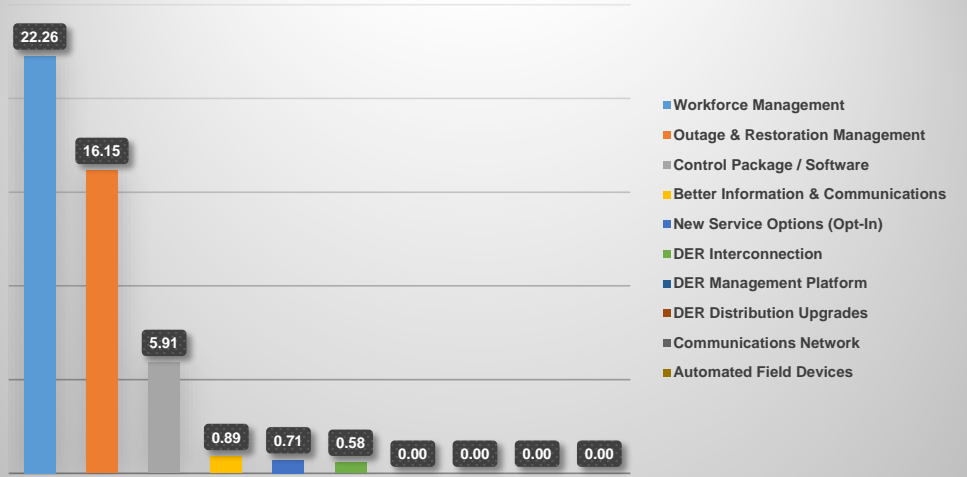 22.26
16.15
5.91
0.89
0.71
0.58
0.00
0.00
0.00
0.00
Workforce Management
Outage & Restoration Management
Control Package / Software
Better Information & Communications
New Service Options (Opt-In)
DER Interconnection
DER Management Platform
DER Distribution Upgrades
Communications Network
Automated Field Devices